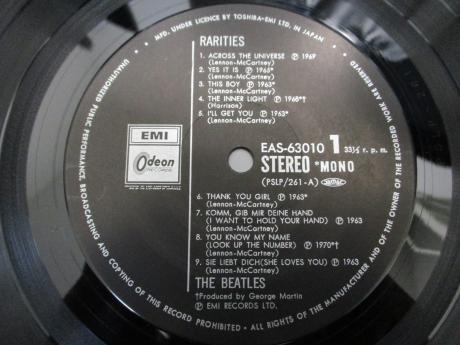 MFD. UNDER LICENCE BY TOSHIBA-EMI LTD. IN JAPAN •
RARITIES
1. ACROSS THE UNIVERSE ℗ 1969
(Lennon-McCartney)
2. YES IT IS ℗ 1965*
(Lennon-McCartney)
3. THIS BOY ℗ 1963*
(Lennon-McCartney)
4. THE INNER LIGHT ℗ 1968*†
(Harrison)
5. I'LL GET YOU ℗ 1963*
(Lennon-McCartney)
EMI
Odeon
EAS-63010 1 33⅓ r. p. m.
STEREO *MONO
(PSLP/261-A)
6. THANK YOU GIRL ℗ 1963*
(Lennon-McCartney)
7. KOMM, GIB MIR DEINE HAND
(I WANT TO HOLD YOUR HAND) ℗ 1963
(Lennon-McCartney)
8. YOU KNOW MY NAME
(LOOK UP THE NUMBER) ℗ 1970*†
(Lennon-McCartney)
9. SIE LIEBT DICH(SHE LOVES YOU) ℗ 1963
(Lennon-McCartney)
THE BEATLES
†Produced by George Martin
℗ EMI RECORDS LTD.
UNAUTHORIZED PUBLIC PERFORMANCE, BROADCASTING AND COPYING OF THIS RECORD PROHIBITED • ALL RIGHTS OF THE MANUFACTURER AND OF THE OWNER OF THE RECORDED WORK ARE RESERVED